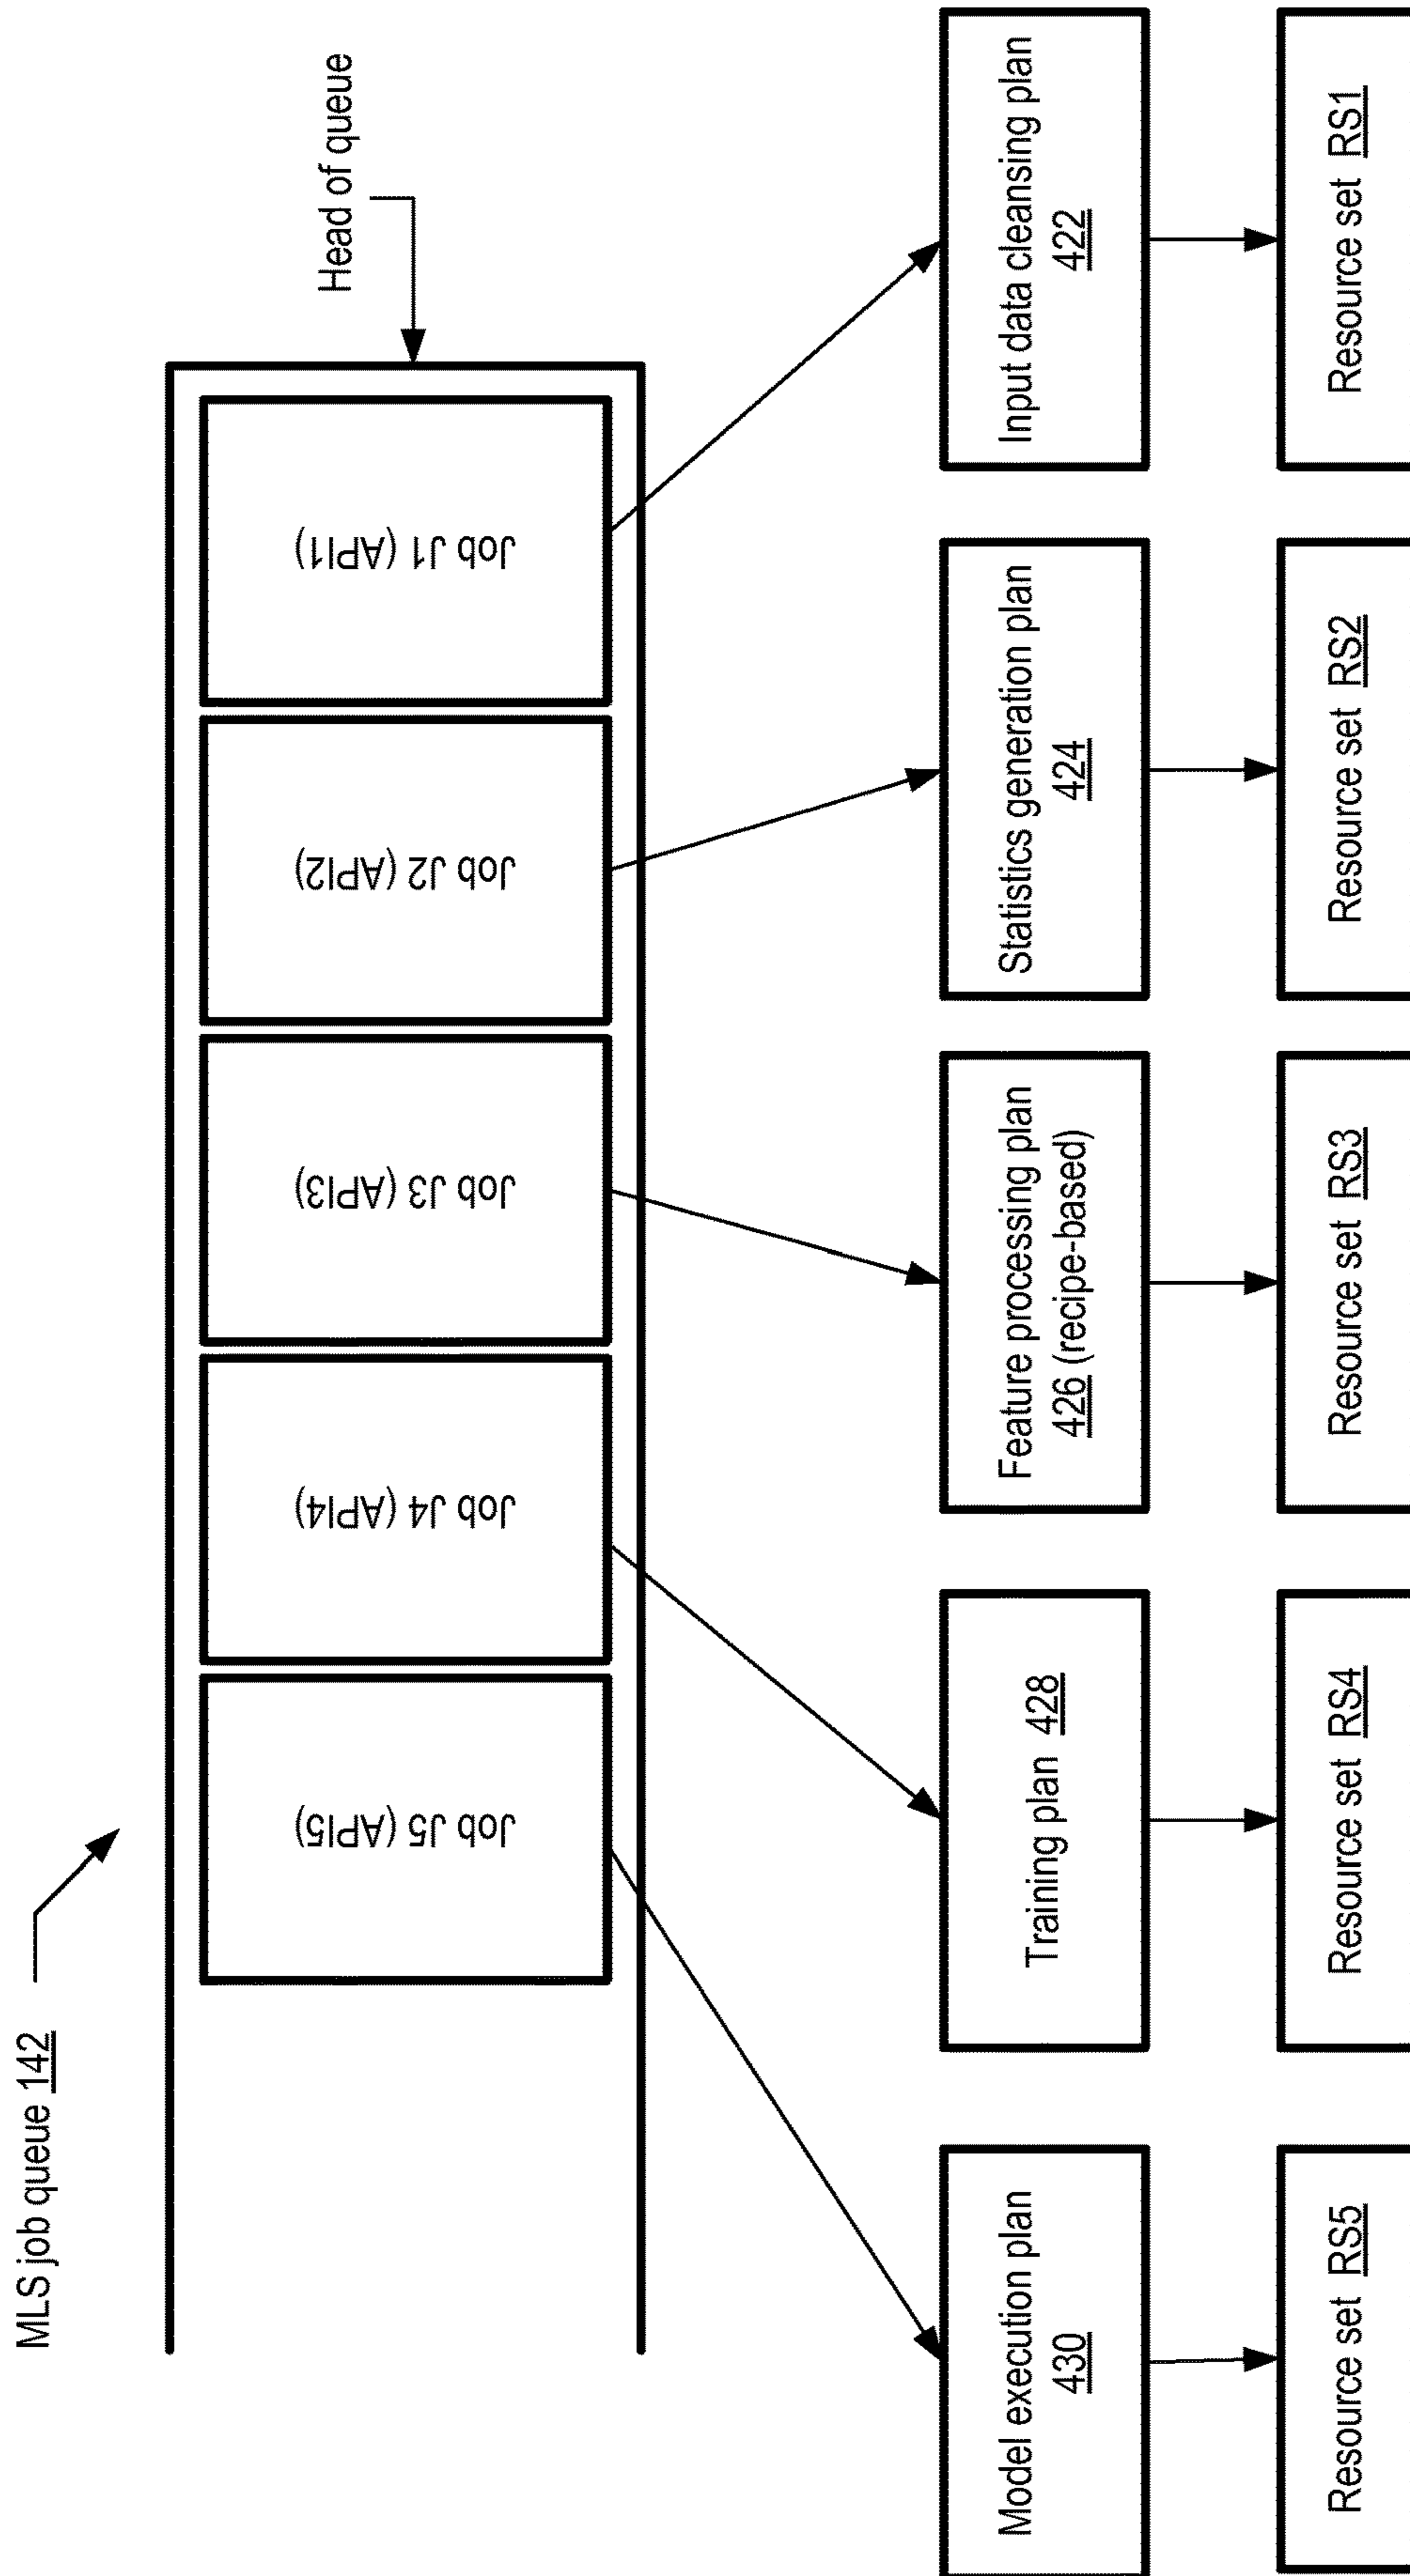 MLS job queue 142
Head of queue
Job J5 (API5)
Job J4 (API4)
Job J3 (API3)
Job J2 (API2)
Job J1 (API1)
Model execution plan
430
Training plan 428
Feature processing plan
426 (recipe-based)
Statistics generation plan
424
Input data cleansing plan
422
Resource set RS5
Resource set RS4
Resource set RS3
Resource set RS2
Resource set RS1